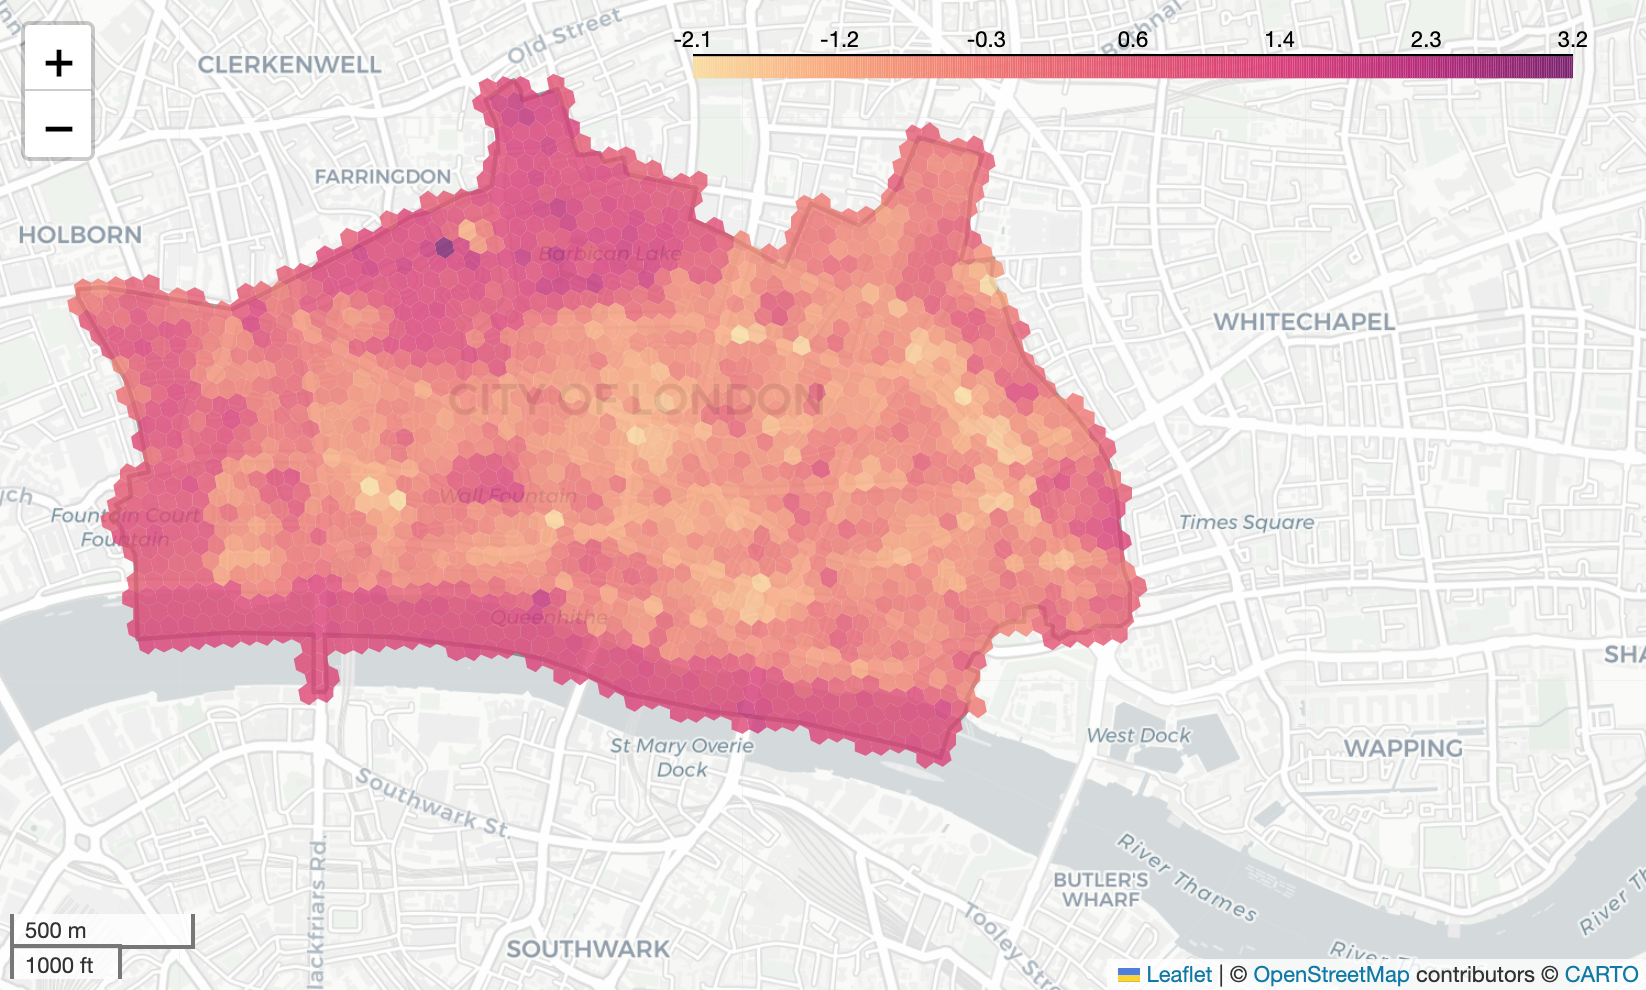 +
−
-2.1 -1.2 -0.3 0.6 1.4 2.3 3.2
Old Street
CLERKENWELL
FARRINGDON
HOLBORN
Barbican Lake
WHITECHAPEL
CITY OF LONDON
Wall Fountain
Fountain Court
Fountain
Times Square
Queenhithe
SHA
St Mary Overie
Dock
West Dock
WAPPING
Southwark St.
lackfriars Rd.
BUTLER'S
WHARF
River Thames
Tooley Stre
River Th
River T
SOUTHWARK
500 m
1000 ft
Leaflet | © OpenStreetMap contributors © CARTO